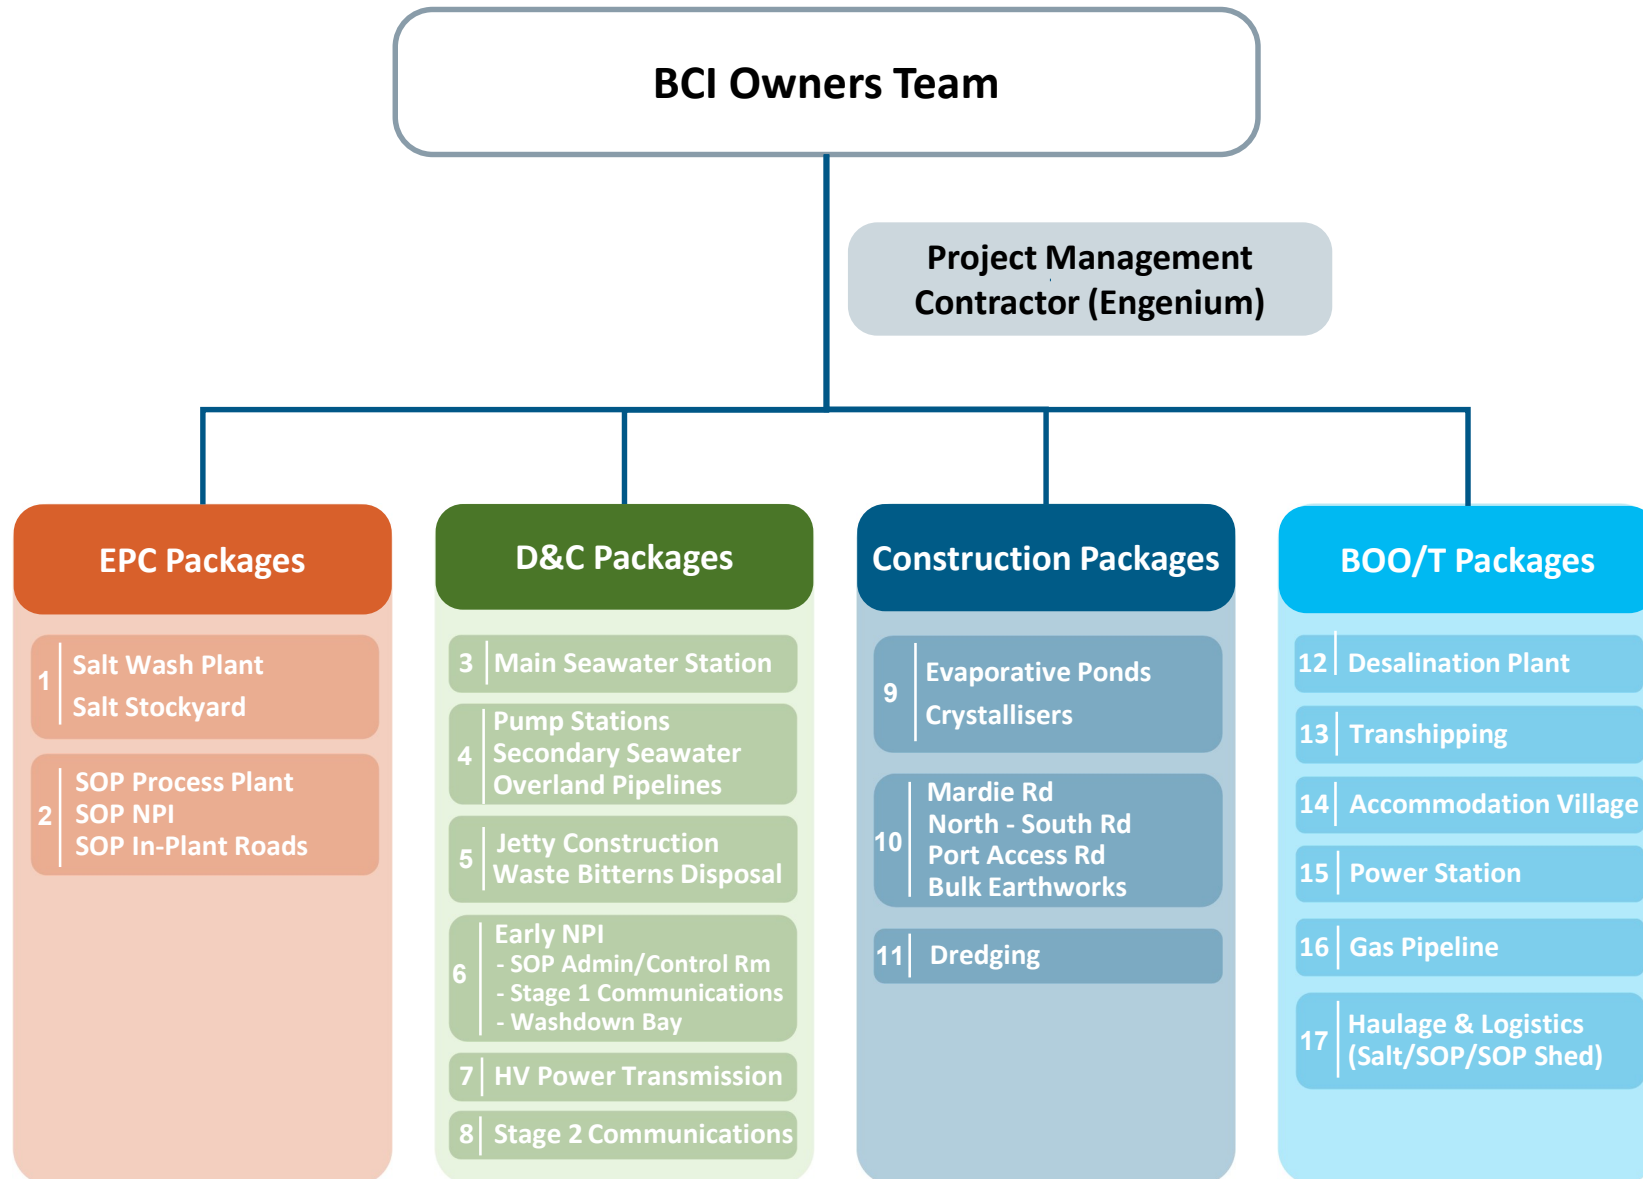 BCI Owners Team
Project Management
Contractor (Engenium)
EPC Packages
1
Salt Wash Plant
Salt Stockyard
2
SOP Process Plant
SOP NPI
SOP In-Plant Roads
D&C Packages
3 Main Seawater Station
4
Pump Stations
Secondary Seawater
Overland Pipelines
5
Jetty Construction
Waste Bitterns Disposal
6
Early NPI
- SOP Admin/Control Rm
- Stage 1 Communications
- Washdown Bay
7 HV Power Transmission
8 Stage 2 Communications
Construction Packages
9
Evaporative Ponds
Crystallisers
10
Mardie Rd
North - South Rd
Port Access Rd
Bulk Earthworks
11 Dredging
BOO/T Packages
12 Desalination Plant
13 Transhipping
14 Accommodation Village
15 Power Station
16 Gas Pipeline
17
Haulage & Logistics
(Salt/SOP/SOP Shed)